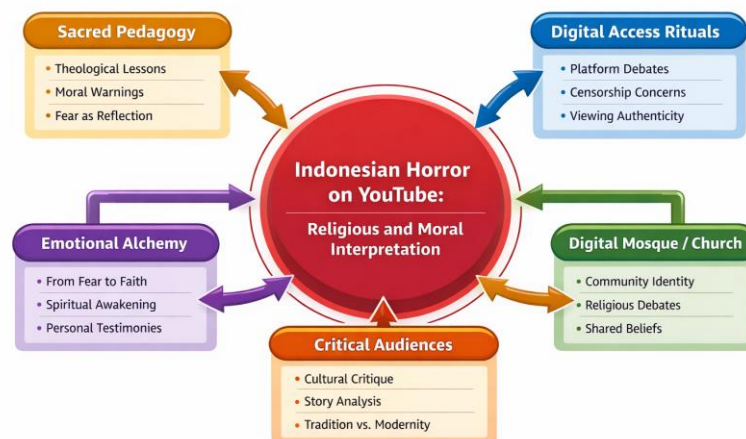 Sacred Pedagogy
• Theological Lessons
• Moral Warnings
• Fear as Reflection
Digital Access Rituals
• Platform Debates
• Censorship Concerns
• Viewing Authenticity
Indonesian Horror
on YouTube:
Religious and Moral
Interpretation
Emotional Alchemy
• From Fear to Faith
• Spiritual Awakening
• Personal Testimonies
Digital Mosque / Church
• Community Identity
• Religious Debates
• Shared Beliefs
Critical Audiences
• Cultural Critique
• Story Analysis
• Tradition vs. Modernity